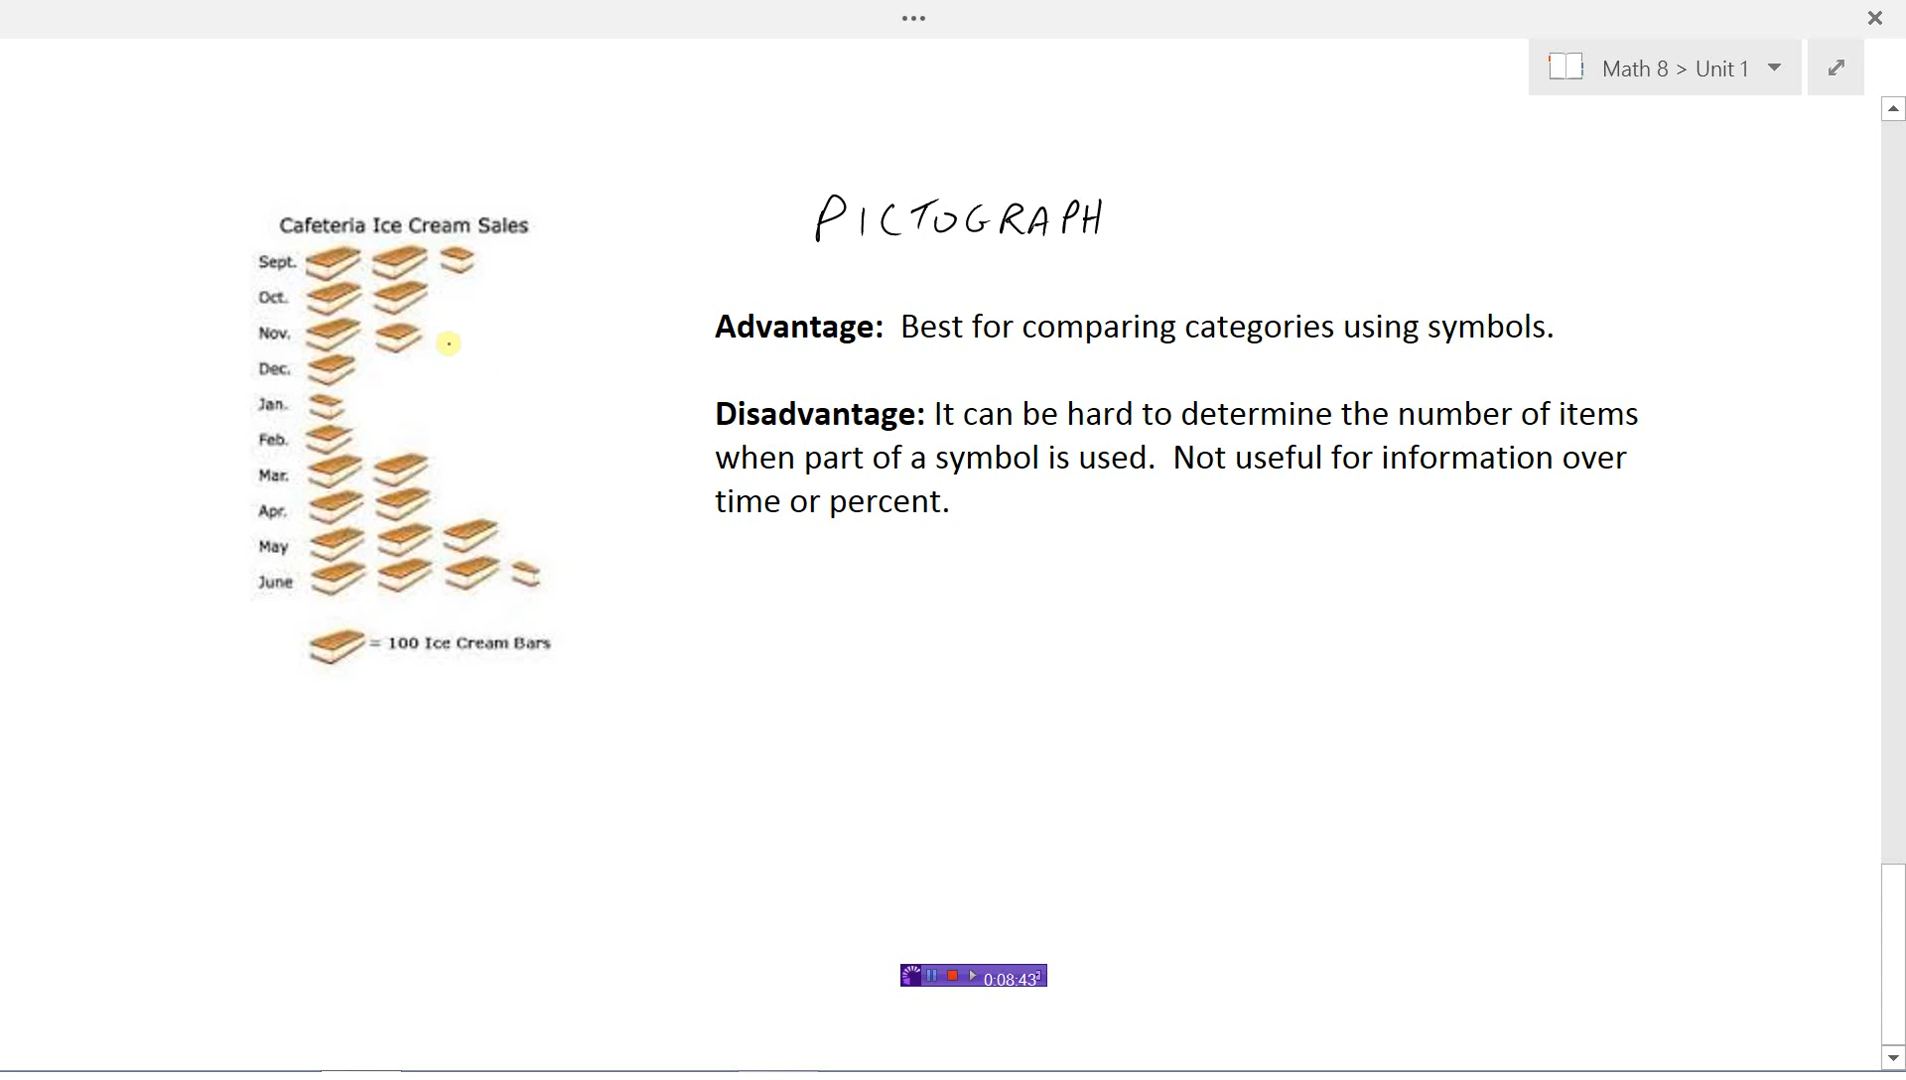 Math 8 > Unit 1
Cafeteria Ice Cream Sales
Sept.
Oct.
Nov.
Dec.
Jan.
Feb.
Mar.
Apr.
May
June
= 100 Ice Cream Bars
PICTOGRAPH
Advantage: Best for comparing categories using symbols.
Disadvantage: It can be hard to determine the number of items
when part of a symbol is used. Not useful for information over
time or percent.
0:08:43